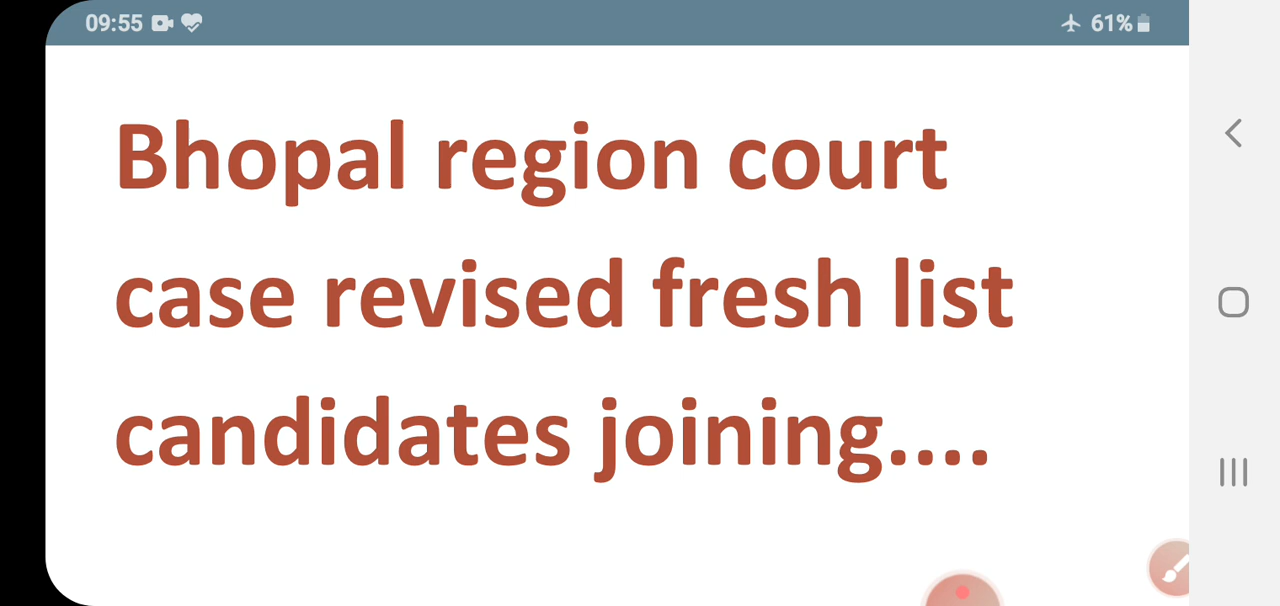 09:55 61%
Bhopal region court
case revised fresh list
candidates joining....